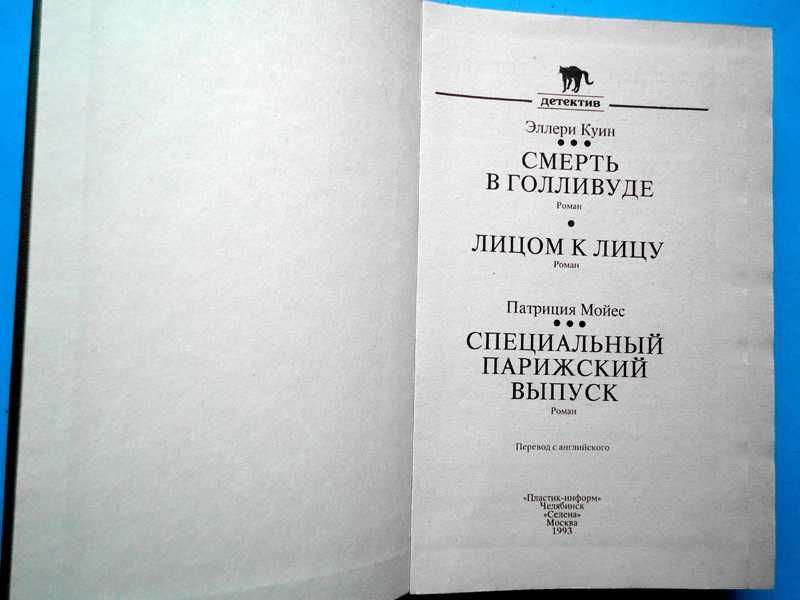 детектив
Эллери Куин
СМЕРТЬ
В ГОЛЛИВУДЕ
Роман
ЛИЦОМ К ЛИЦУ
Роман
Патриция Мойес
СПЕЦИАЛЬНЫЙ
ПАРИЖСКИЙ
ВЫПУСК
Роман
Перевод с английского
«Пластик-информ»
Челябинск
«Селена»
Москва
1993